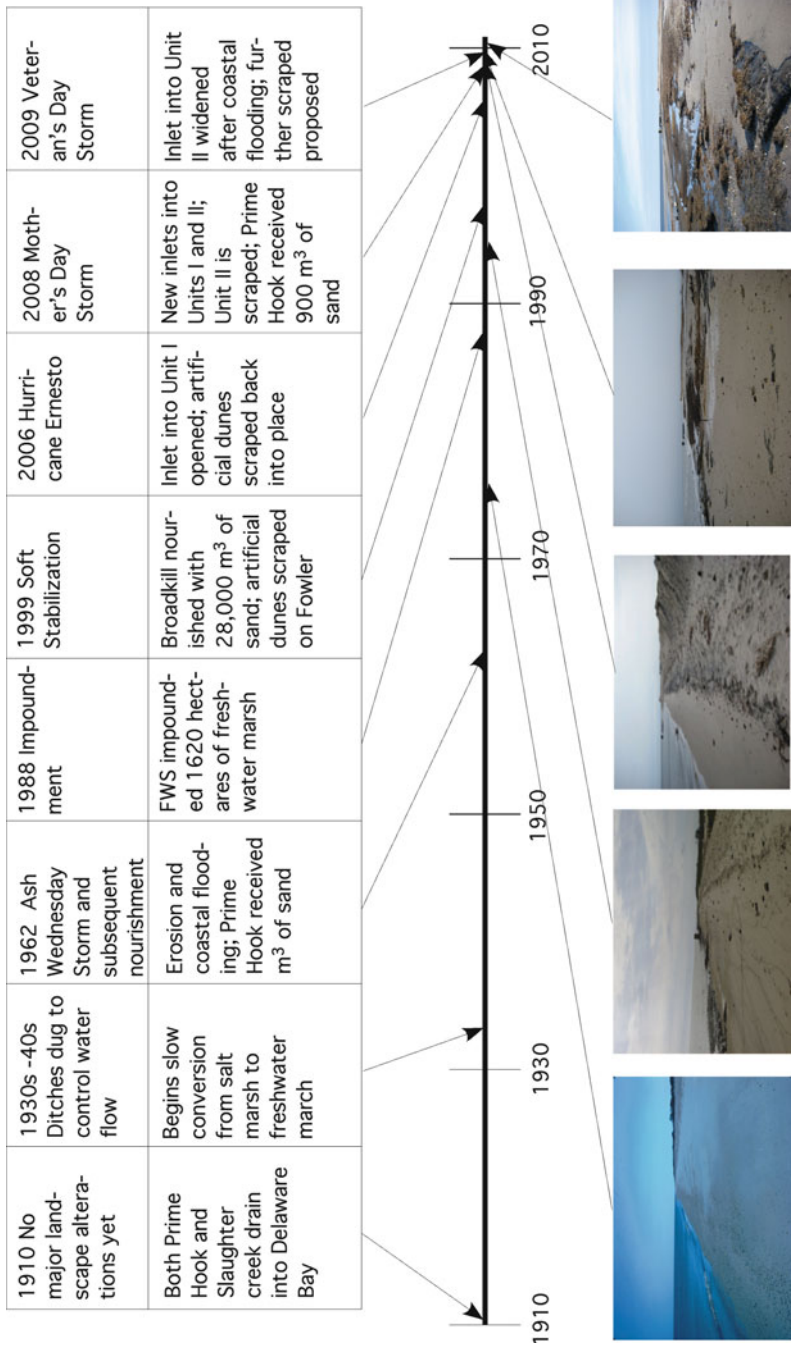 1910 No
major land-
scape altera-
tions yet
1930s -40s
Ditches dug to
control water
flow
1962 Ash
Wednesday
Storm and
subsequent
nourishment
1988 Impound-
ment
1999 Soft
Stabilization
2006 Hurri-
cane Ernesto
2008 Moth-
er's Day
Storm
2009 Veter-
an's Day
Storm
Both Prime
Hook and
Slaughter
creek drain
into Delaware
Bay
Begins slow
conversion
from salt
marsh to
freshwater
march
Erosion and
coastal flood-
ing; Prime
Hook received
m³ of sand
FWS impound-
ed 1620 hect-
ares of fresh-
water marsh
Broadkill nour-
ished with
28,000 m³ of
sand; artificial
dunes scraped
on Fowler
Inlet into Unit I
opened; artifi-
cial dunes
scraped back
into place
New inlets into
Units I and II;
Unit II is
scraped; Prime
Hook received
900 m³ of
sand
Inlet into Unit
II widened
after coastal
flooding; fur-
ther scraped
proposed
1910
1930
1950
1970
1990
2010